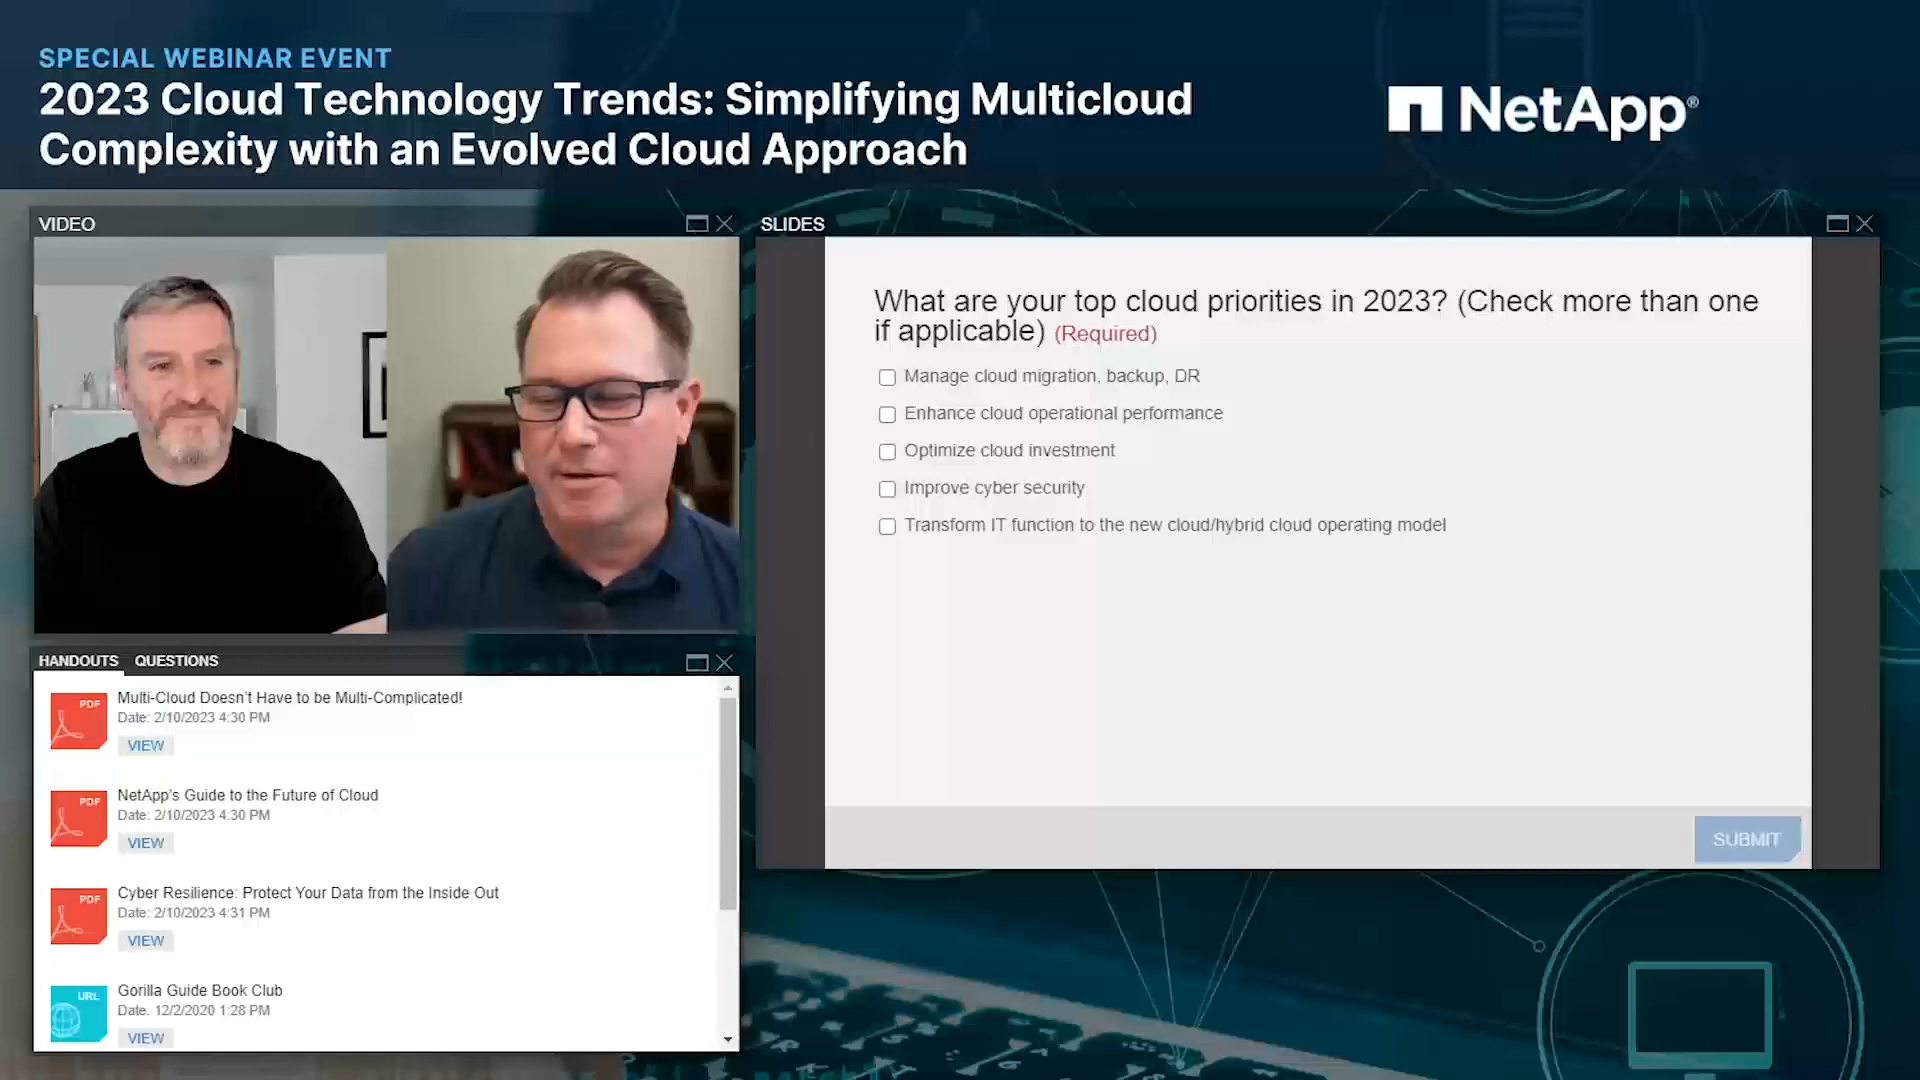 SPECIAL WEBINAR EVENT
2023 Cloud Technology Trends: Simplifying Multicloud
Complexity with an Evolved Cloud Approach
NetApp®
VIDEO
SLIDES
What are your top cloud priorities in 2023? (Check more than one
if applicable) (Required)
Manage cloud migration, backup, DR
Enhance cloud operational performance
Optimize cloud investment
Improve cyber security
Transform IT function to the new cloud/hybrid cloud operating model
SUBMIT
HANDOUTS QUESTIONS
PDF
Multi-Cloud Doesn't Have to be Multi-Complicated!
Date: 2/10/2023 4:30 PM
VIEW
PDF
NetApp's Guide to the Future of Cloud
Date: 2/10/2023 4:30 PM
VIEW
PDF
Cyber Resilience: Protect Your Data from the Inside Out
Date: 2/10/2023 4:31 PM
VIEW
URL
Gorilla Guide Book Club
Date: 12/2/2020 1:28 PM
VIEW